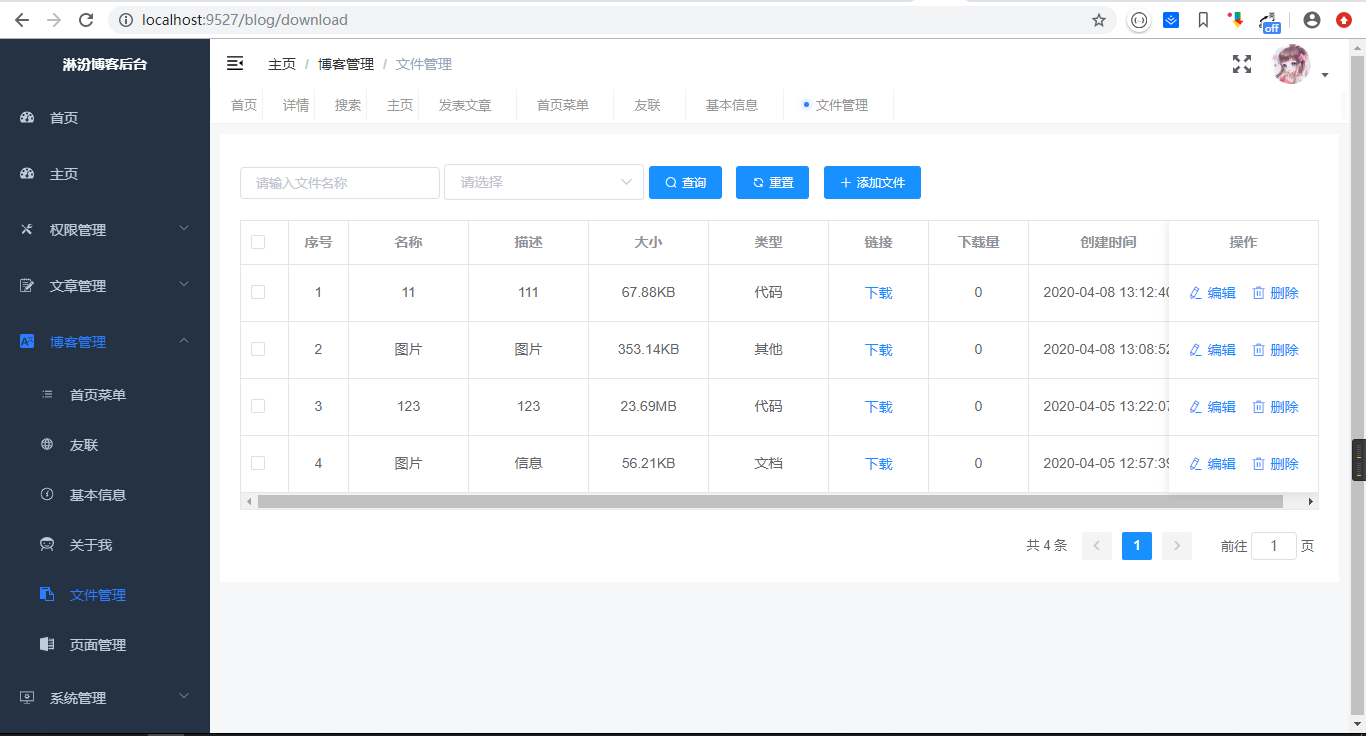 localhost:9527/blog/download
off
淋汾博客后台
首页
主页
权限管理
文章管理
博客管理
首页菜单
友联
基本信息
关于我
文件管理
页面管理
系统管理
主页 / 博客管理 / 文件管理
首页 详情 搜索 主页 发表文章 首页菜单 友联 基本信息 文件管理
请输入文件名称 请选择 查询 重置 添加文件
序号 名称 描述 大小 类型 链接 下载量 创建时间 操作
1 11 111 67.88KB 代码 下载 0 2020-04-08 13:12:40 编辑 删除
2 图片 图片 353.14KB 其他 下载 0 2020-04-08 13:08:52 编辑 删除
3 123 123 23.69MB 代码 下载 0 2020-04-05 13:22:07 编辑 删除
4 图片 信息 56.21KB 文档 下载 0 2020-04-05 12:57:39 编辑 删除
共 4 条 1 前往 1 页